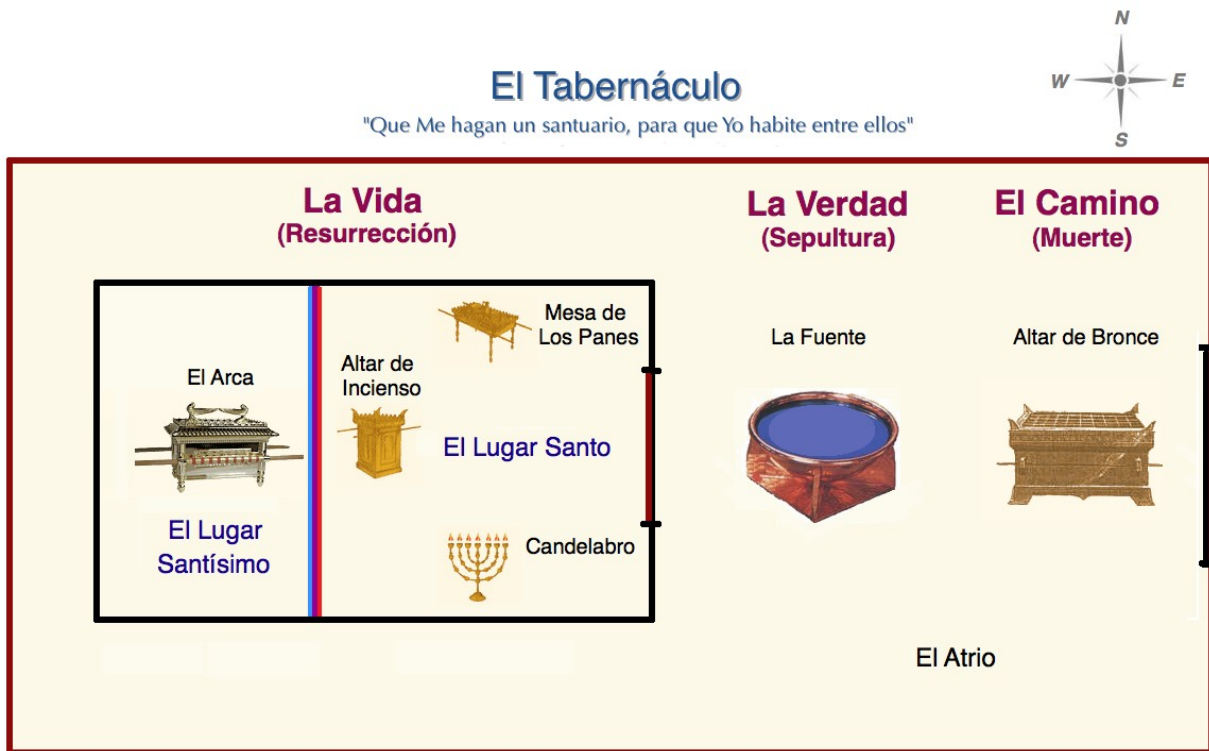 N
El Tabernáculo
W E
"Que Me hagan un santuario, para que Yo habite entre ellos"
S
La Vida
(Resurrección)
La Verdad
(Sepultura)
El Camino
(Muerte)
Mesa de
Los Panes
La Fuente
Altar de Bronce
El Arca
Altar de
Incienso
El Lugar Santo
El Lugar
Santísimo
Candelabro
El Atrio